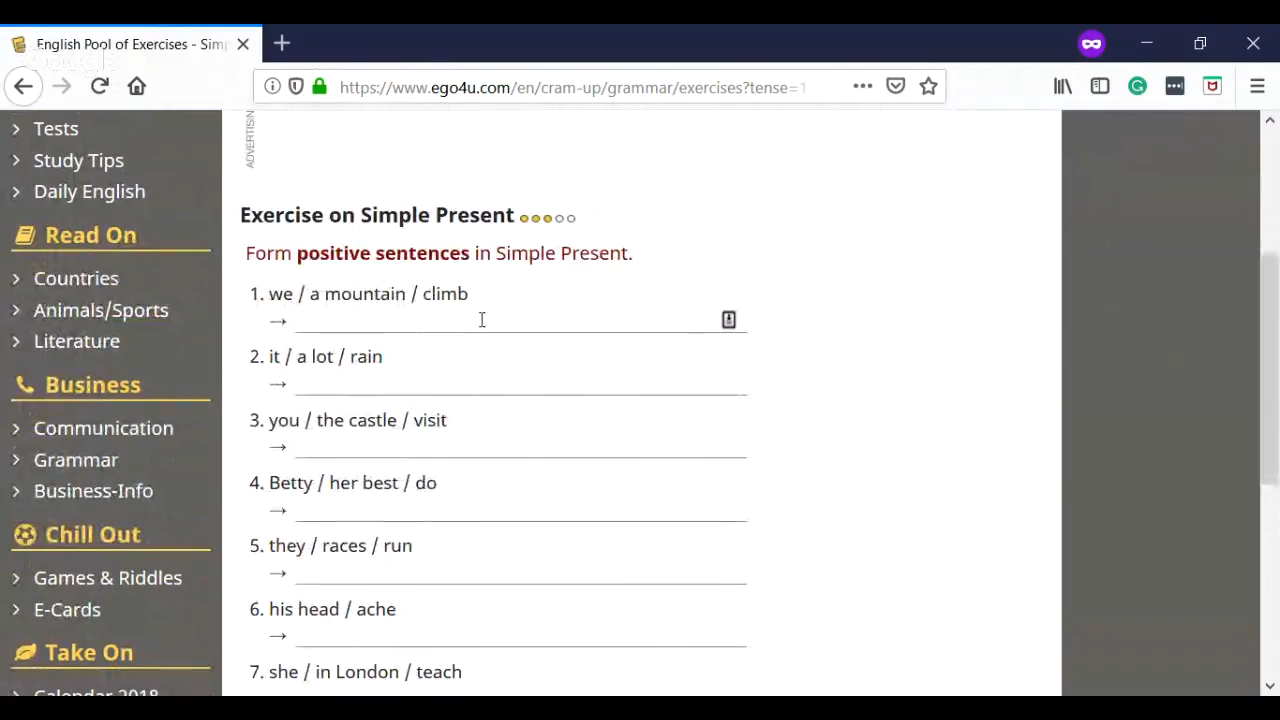 English Pool of Exercises - Sim
https://www.ego4u.com/en/cram-up/grammar/exercises?tense=1
Tests
Study Tips
Daily English
Read On
Countries
Animals/Sports
Literature
Business
Communication
Grammar
Business-Info
Chill Out
Games & Riddles
E-Cards
Take On
Calendar 2018
ADVERTISIN
Exercise on Simple Present
Form positive sentences in Simple Present.
1. we / a mountain / climb
→
2. it / a lot / rain
→
3. you / the castle / visit
→
4. Betty / her best / do
→
5. they / races / run
→
6. his head / ache
→
7. she / in London / teach